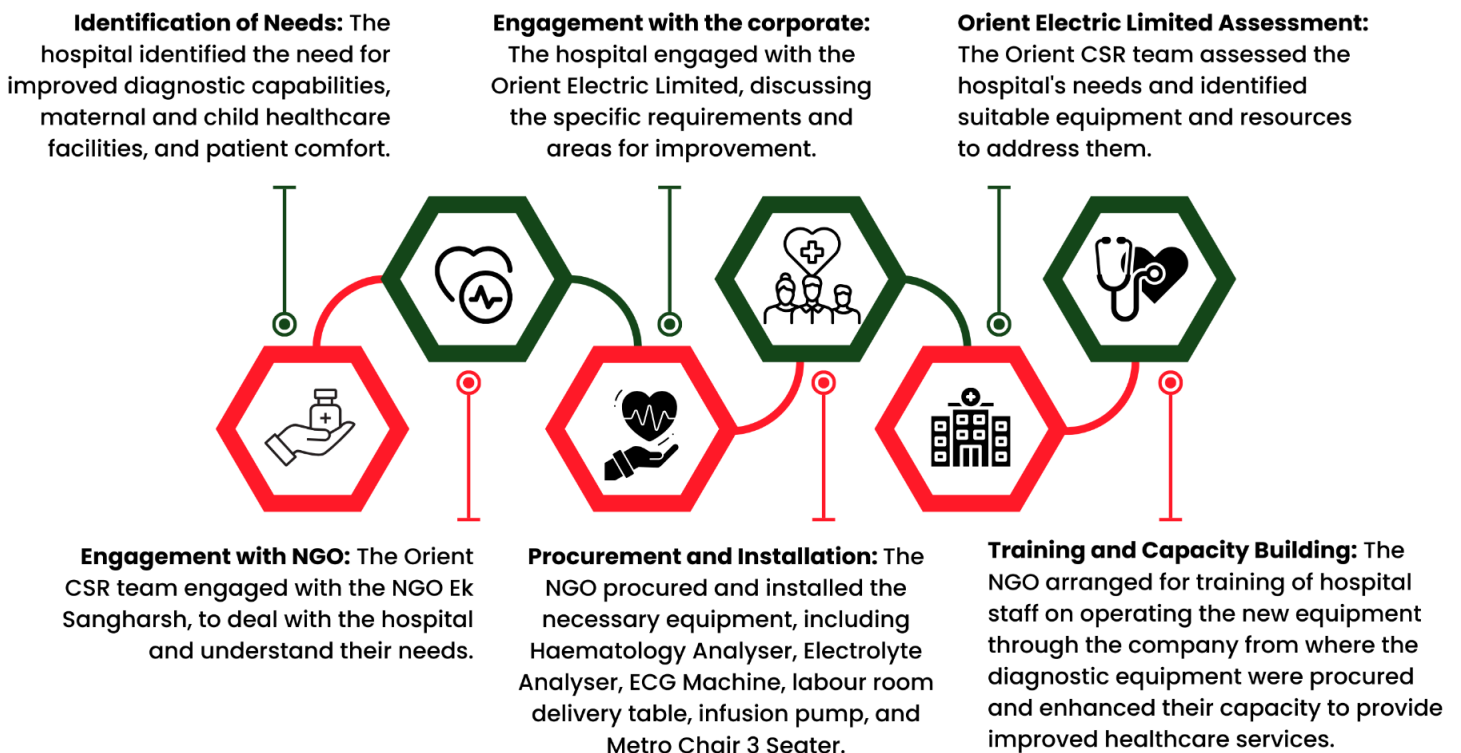 Identification of Needs: The
hospital identified the need for
improved diagnostic capabilities,
maternal and child healthcare
facilities, and patient comfort.
Engagement with the corporate:
The hospital engaged with the
Orient Electric Limited, discussing
the specific requirements and
areas for improvement.
Orient Electric Limited Assessment:
The Orient CSR team assessed the
hospital's needs and identified
suitable equipment and resources
to address them.
Engagement with NGO: The Orient
CSR team engaged with the NGO Ek
Sangharsh, to deal with the hospital
and understand their needs.
Procurement and Installation: The
NGO procured and installed the
necessary equipment, including
Haematology Analyser, Electrolyte
Analyser, ECG Machine, labour room
delivery table, infusion pump, and
Metro Chair 3 Seater.
Training and Capacity Building: The
NGO arranged for training of hospital
staff on operating the new equipment
through the company from where the
diagnostic equipment were procured
and enhanced their capacity to provide
improved healthcare services.